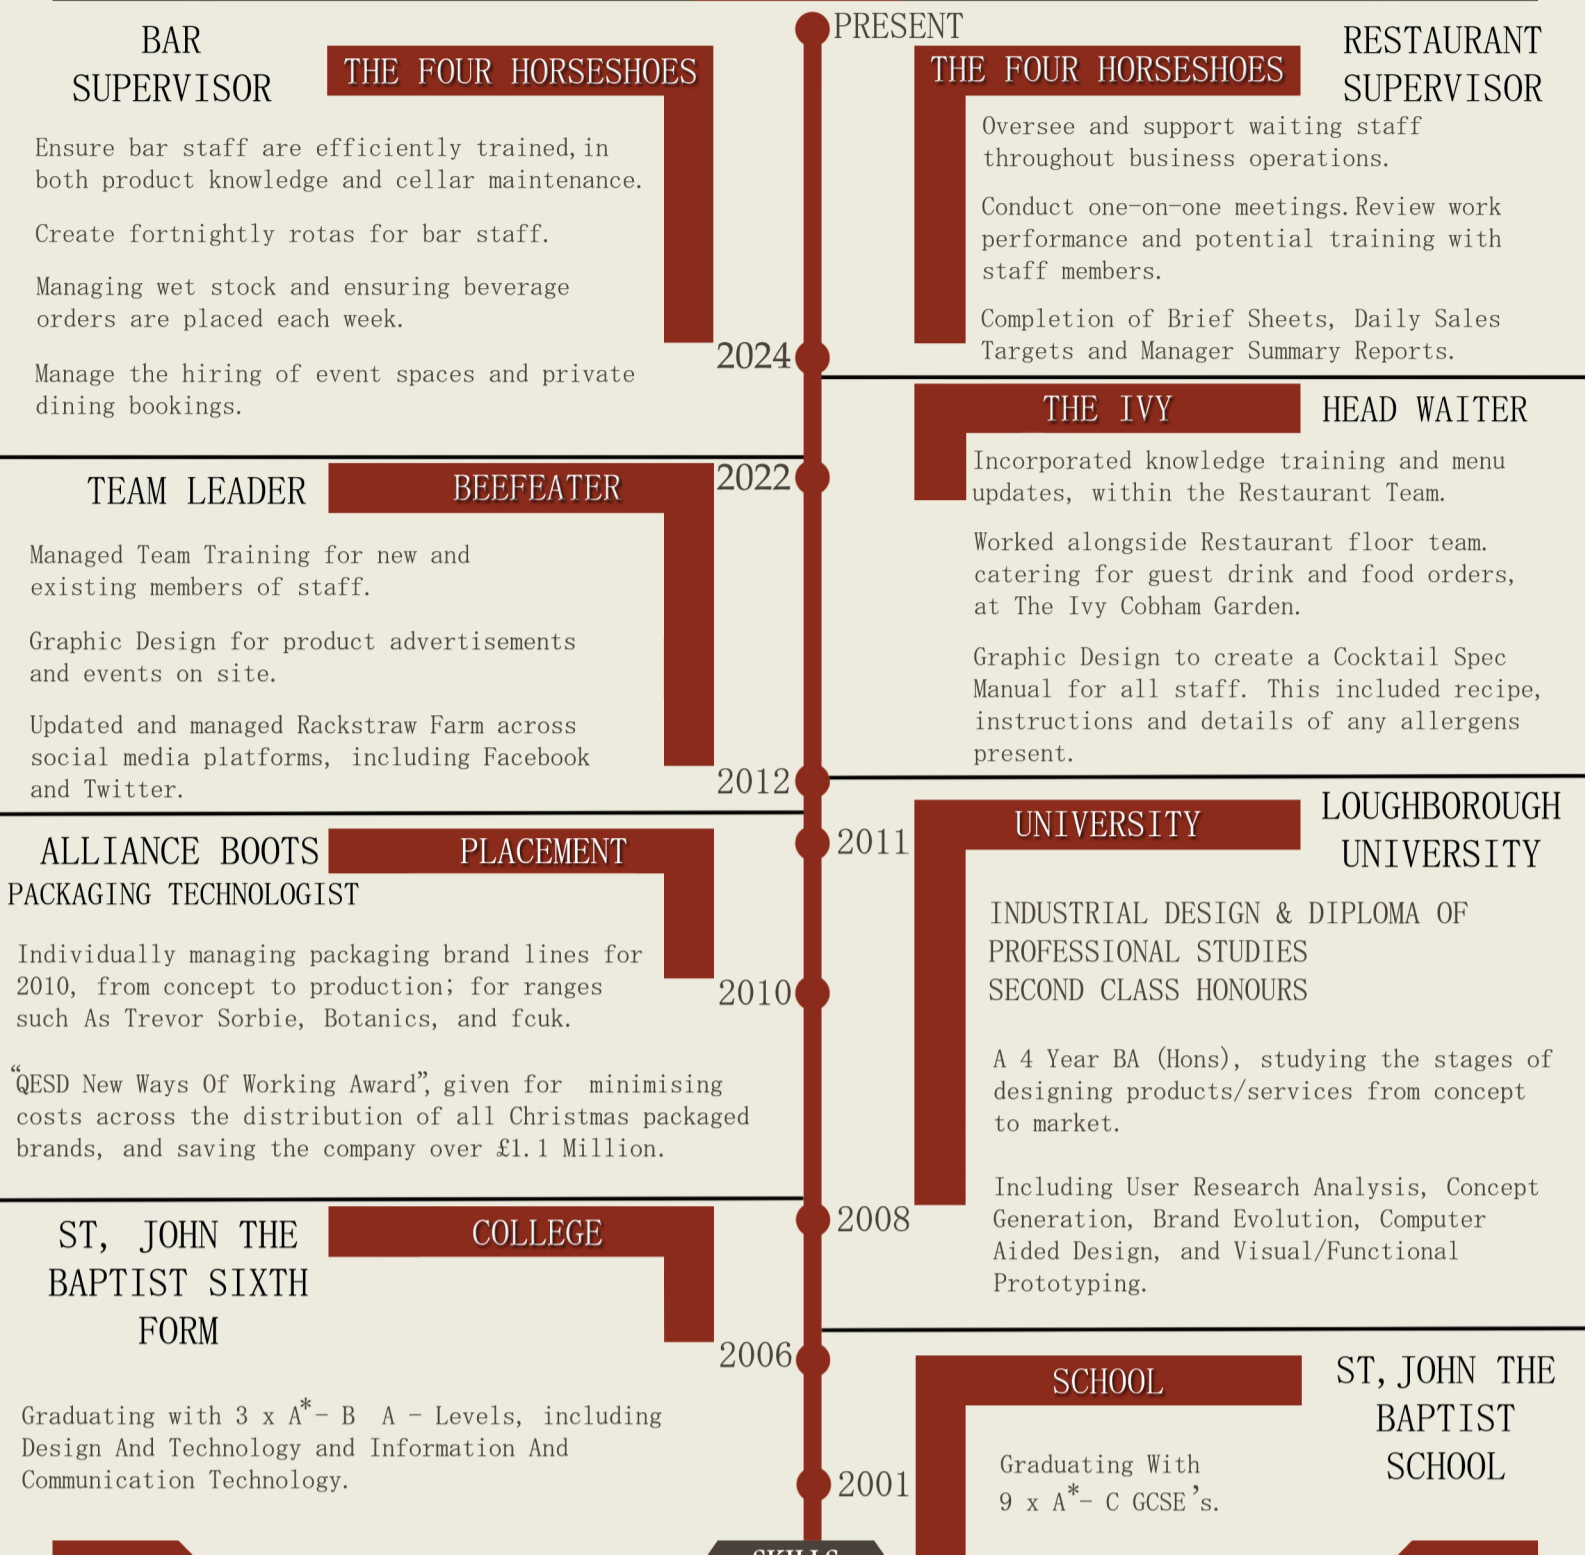 PRESENT
BAR
SUPERVISOR
THE FOUR HORSESHOES
Ensure bar staff are efficiently trained, in
both product knowledge and cellar maintenance.
Create fortnightly rotas for bar staff.
Managing wet stock and ensuring beverage
orders are placed each week.
Manage the hiring of event spaces and private
dining bookings.
THE FOUR HORSESHOES
RESTAURANT
SUPERVISOR
Oversee and support waiting staff
throughout business operations.
Conduct one-on-one meetings. Review work
performance and potential training with
staff members.
Completion of Brief Sheets, Daily Sales
Targets and Manager Summary Reports.
2024
THE IVY
HEAD WAITER
Incorporated knowledge training and menu
updates, within the Restaurant Team.
Worked alongside Restaurant floor team.
catering for guest drink and food orders,
at The Ivy Cobham Garden.
Graphic Design to create a Cocktail Spec
Manual for all staff. This included recipe,
instructions and details of any allergens
present.
2022
TEAM LEADER
BEEFEATER
Managed Team Training for new and
existing members of staff.
Graphic Design for product advertisements
and events on site.
Updated and managed Rackstraw Farm across
social media platforms, including Facebook
and Twitter.
2012
2011
UNIVERSITY
LOUGHBOROUGH
UNIVERSITY
INDUSTRIAL DESIGN & DIPLOMA OF
PROFESSIONAL STUDIES
SECOND CLASS HONOURS
A 4 Year BA (Hons), studying the stages of
designing products/services from concept
to market.
Including User Research Analysis, Concept
Generation, Brand Evolution, Computer
Aided Design, and Visual/Functional
Prototyping.
ALLIANCE BOOTS
PACKAGING TECHNOLOGIST
PLACEMENT
Individually managing packaging brand lines for
2010, from concept to production; for ranges
such As Trevor Sorbie, Botanics, and fcuk.
“QESD New Ways Of Working Award”, given for minimising
costs across the distribution of all Christmas packaged
brands, and saving the company over £1.1 Million.
2010
2008
ST, JOHN THE
BAPTIST SIXTH
FORM
COLLEGE
Graduating with 3 x A*- B A - Levels, including
Design And Technology and Information And
Communication Technology.
2006
SCHOOL
ST, JOHN THE
BAPTIST
SCHOOL
Graduating With
9 x A*- C GCSE's.
2001
SKILLS